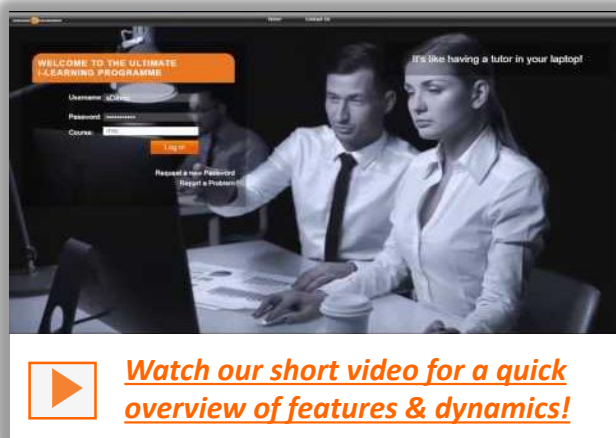 Home Contact Us
WELCOME TO THE ULTIMATE
i-LEARNING PROGRAMME
It's like having a tutor in your laptop!
Username
Password ***********
Course:
Log in
Request a new Password
Report a Problem
Watch our short video for a quick
overview of features & dynamics!